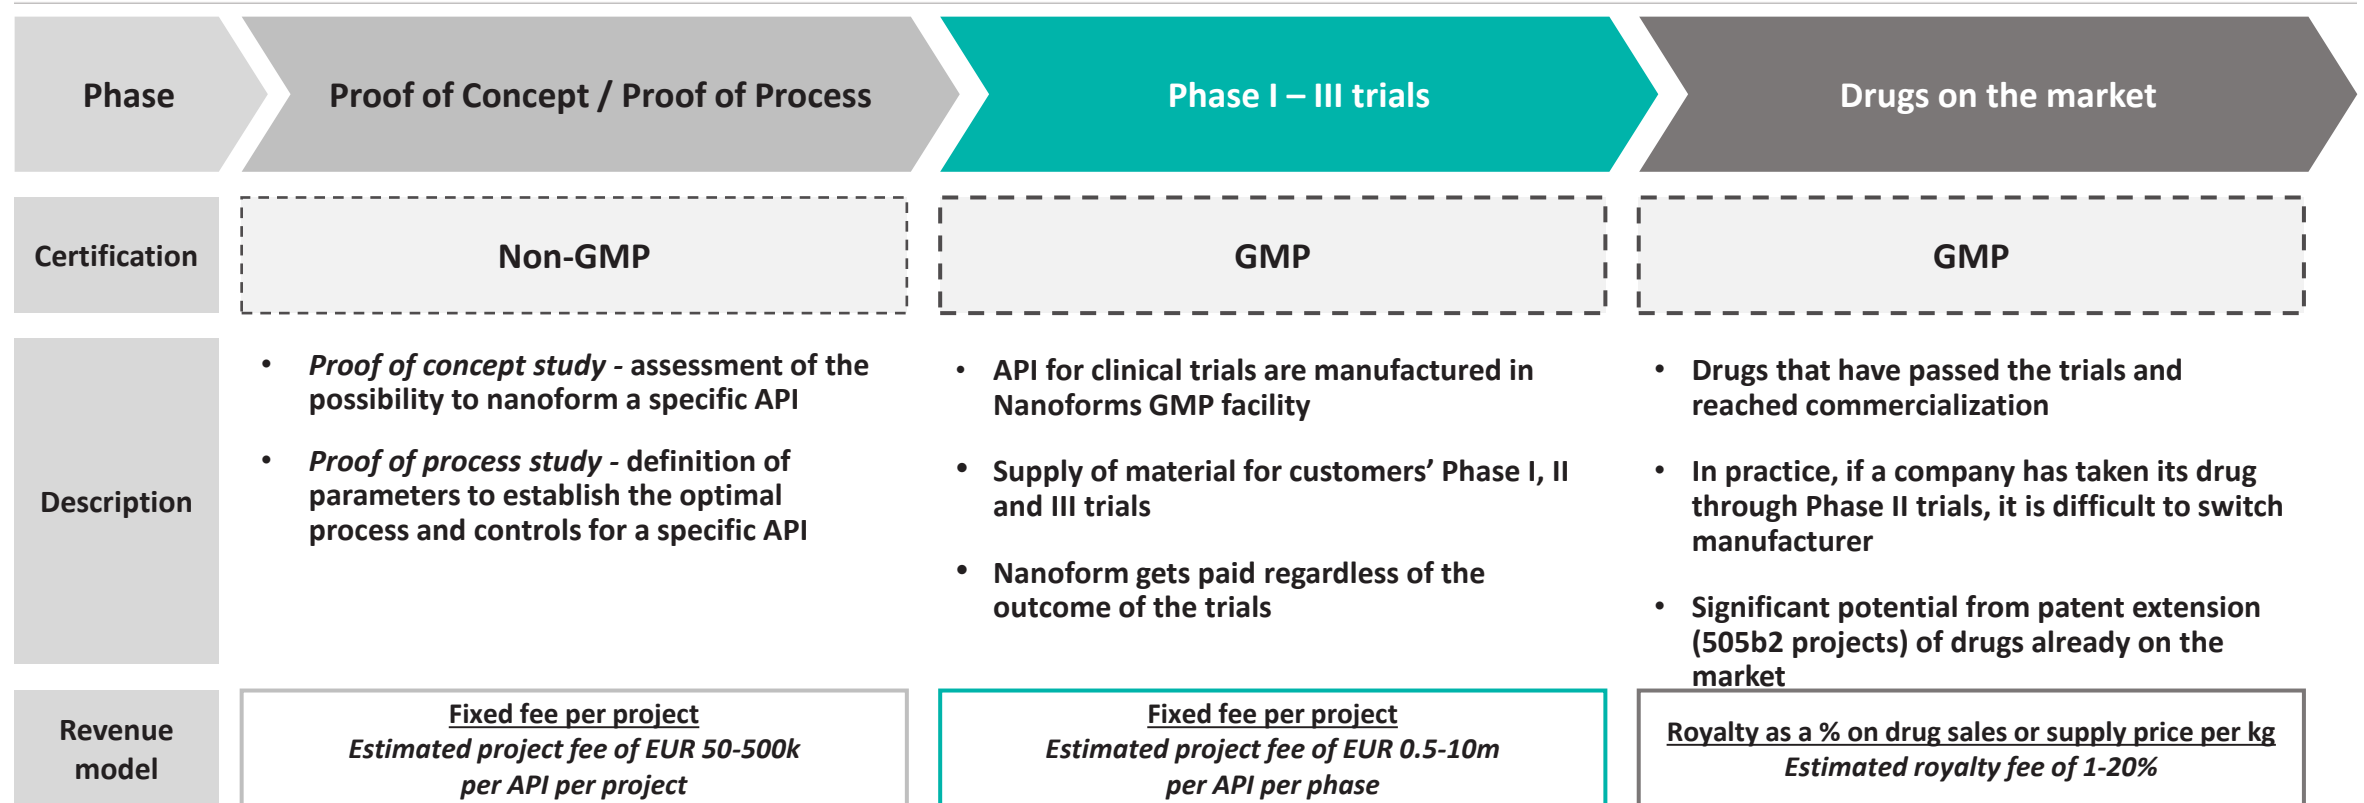 Phase
Proof of Concept / Proof of Process
Phase I – III trials
Drugs on the market
Certification
Non-GMP
GMP
GMP
Description
• Proof of concept study - assessment of the
possibility to nanoform a specific API
• Proof of process study - definition of
parameters to establish the optimal
process and controls for a specific API
• API for clinical trials are manufactured in
Nanoforms GMP facility
• Supply of material for customers’ Phase I, II
and III trials
• Nanoform gets paid regardless of the
outcome of the trials
• Drugs that have passed the trials and
reached commercialization
• In practice, if a company has taken its drug
through Phase II trials, it is difficult to switch
manufacturer
• Significant potential from patent extension
(505b2 projects) of drugs already on the
market
Revenue
model
Fixed fee per project
Estimated project fee of EUR 50-500k
per API per project
Fixed fee per project
Estimated project fee of EUR 0.5-10m
per API per phase
Royalty as a % on drug sales or supply price per kg
Estimated royalty fee of 1-20%